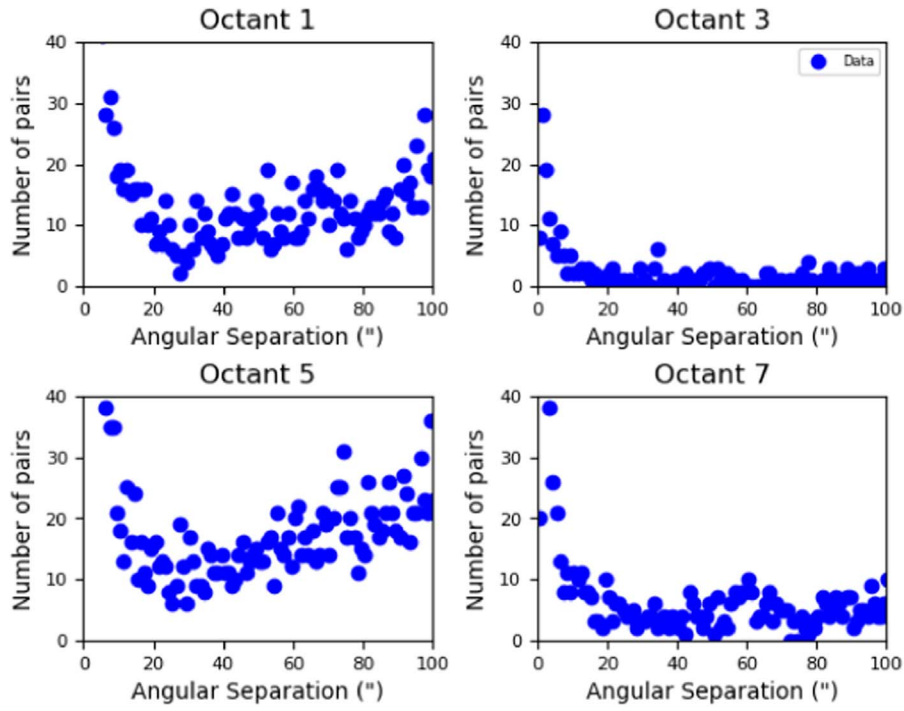 Octant 1
40
30
20
10
0
Number of pairs
0 20 40 60 80 100
Angular Separation (")
Octant 3
40
30
20
10
0
Number of pairs
Data
0 20 40 60 80 100
Angular Separation (")
Octant 5
40
30
20
10
0
Number of pairs
0 20 40 60 80 100
Angular Separation (")
Octant 7
40
30
20
10
0
Number of pairs
0 20 40 60 80 100
Angular Separation (")